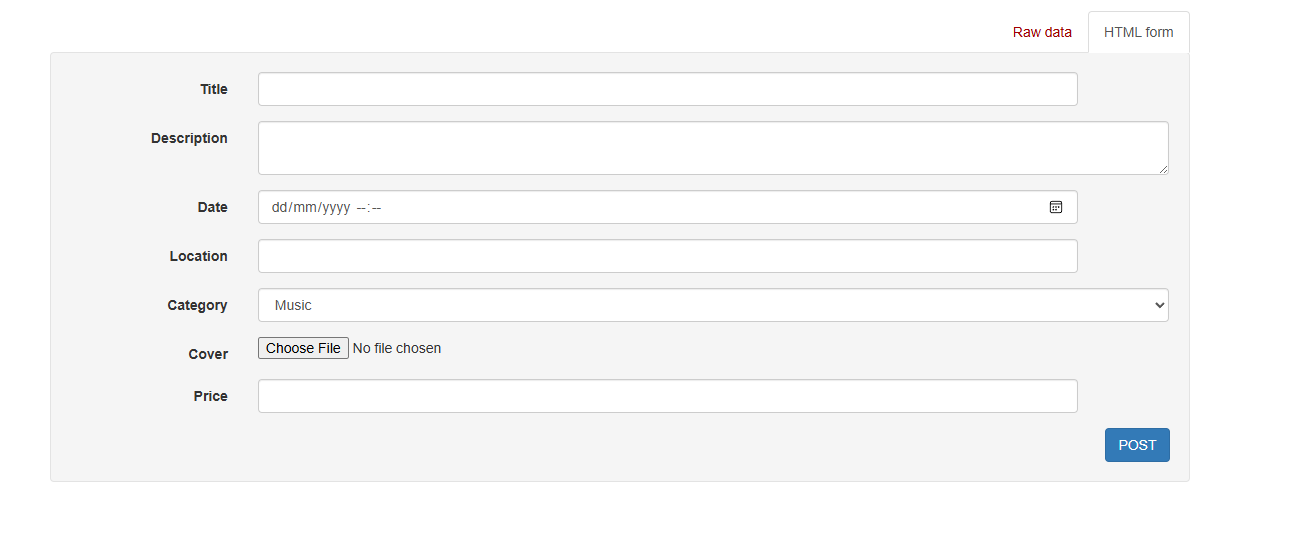 Raw data HTML form
Title
Description
Date dd/mm/yyyy --:--
Location
Category Music
Cover Choose File No file chosen
Price
POST